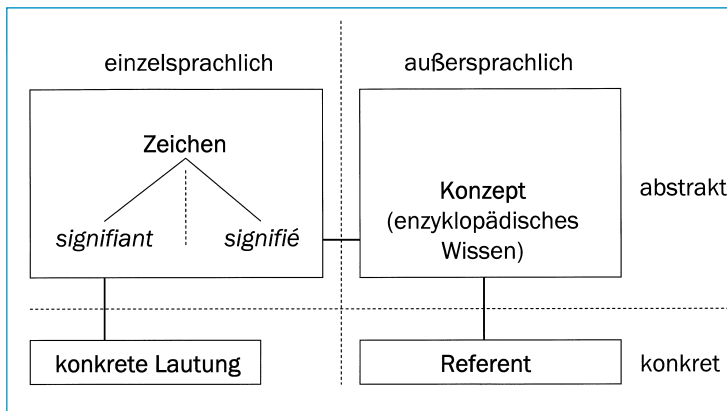 einzelsprachlich
außersprachlich
Zeichen
signifiant
signifié
Konzept
(enzyklopädisches
Wissen)
abstrakt
konkrete Lautung
Referent
konkret